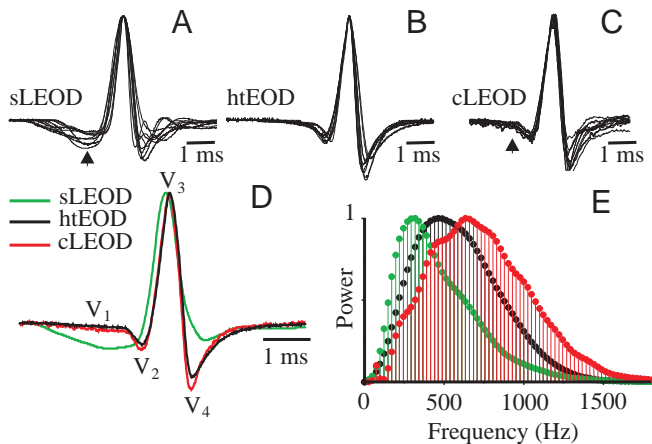 A
B
C
sLEOD
htEOD
cLEOD
1 ms
1 ms
1 ms
D
V3
sLEOD
htEOD
cLEOD
V1
V2
V4
1 ms
E
1
Power
0
500
1000
1500
Frequency (Hz)